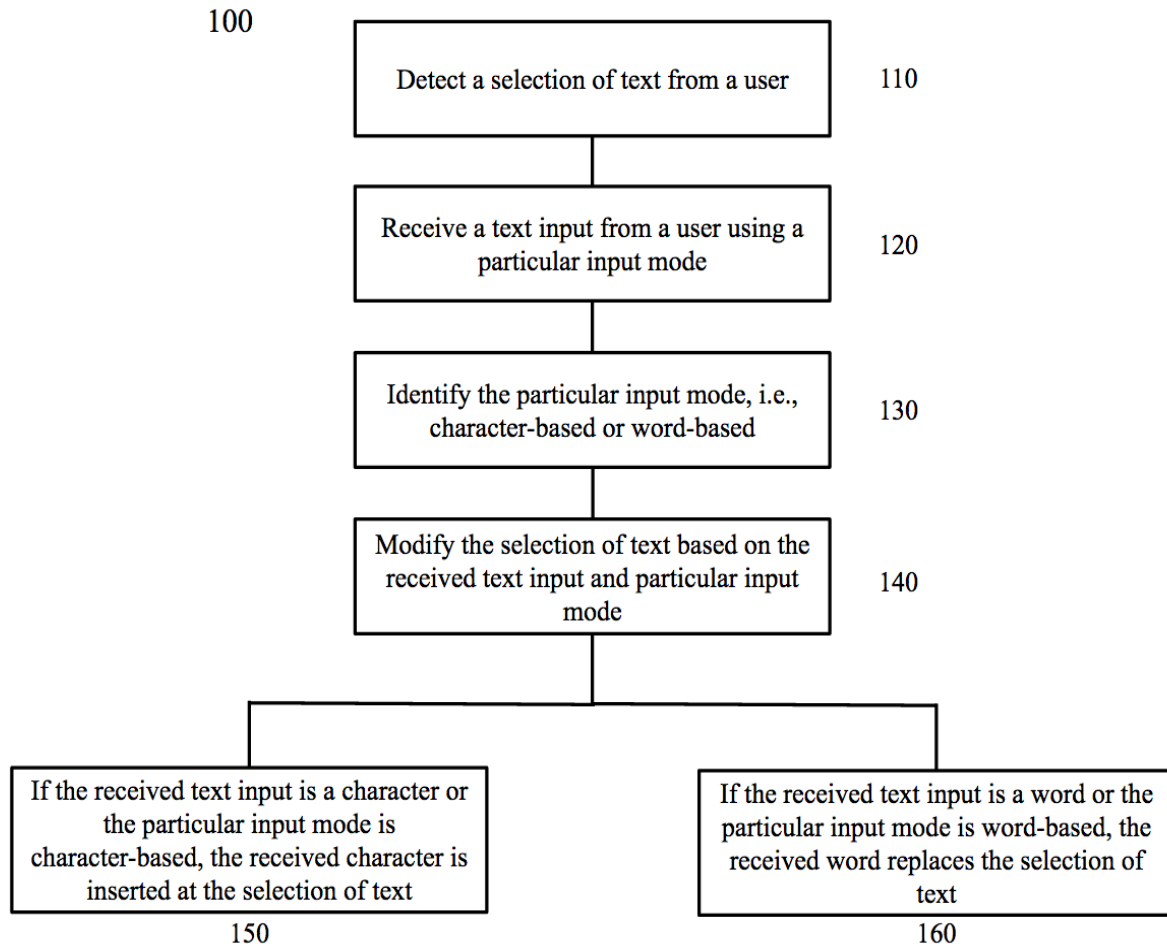 100
Detect a selection of text from a user
110
Receive a text input from a user using a
particular input mode
120
Identify the particular input mode, i.e.,
character-based or word-based
130
Modify the selection of text based on the
received text input and particular input
mode
140
If the received text input is a character or
the particular input mode is
character-based, the received character is
inserted at the selection of text
150
If the received text input is a word or the
particular input mode is word-based, the
received word replaces the selection of
text
160